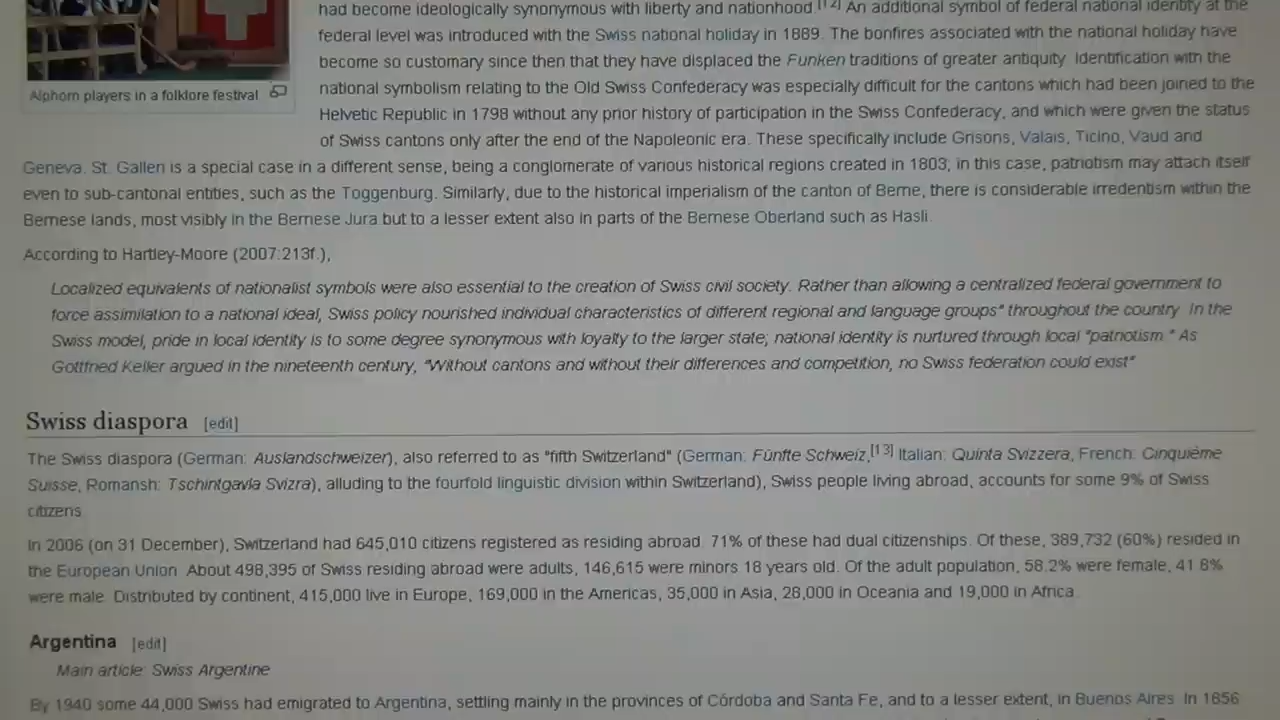 had become ideologically synonymous with liberty and nationhood.[12] An additional symbol of federal national identity at the
federal level was introduced with the Swiss national holiday in 1889. The bonfires associated with the national holiday have
become so customary since then that they have displaced the Funken traditions of greater antiquity. Identification with the
national symbolism relating to the Old Swiss Confederacy was especially difficult for the cantons which had been joined to the
Alphorn players in a folklore festival
Helvetic Republic in 1798 without any prior history of participation in the Swiss Confederacy, and which were given the status
of Swiss cantons only after the end of the Napoleonic era. These specifically include Grisons, Valais, Ticino, Vaud and
Geneva. St. Gallen is a special case in a different sense, being a conglomerate of various historical regions created in 1803; in this case, patriotism may attach itself
even to sub-cantonal entities, such as the Toggenburg. Similarly, due to the historical imperialism of the canton of Berne, there is considerable irredentism within the
Bernese lands, most visibly in the Bernese Jura but to a lesser extent also in parts of the Bernese Oberland such as Hasli.
According to Hartley-Moore (2007:213f.),
Localized equivalents of nationalist symbols were also essential to the creation of Swiss civil society. Rather than allowing a centralized federal government to
force assimilation to a national ideal, Swiss policy nourished individual characteristics of different regional and language groups" throughout the country. In the
Swiss model, pride in local identity is to some degree synonymous with loyalty to the larger state; national identity is nurtured through local "patriotism." As
Gottfried Keller argued in the nineteenth century, "Without cantons and without their differences and competition, no Swiss federation could exist"
Swiss diaspora [edit]
The Swiss diaspora (German: Auslandschweizer), also referred to as "fifth Switzerland" (German: Fünfte Schweiz,[13] Italian: Quinta Svizzera, French: Cinquième
Suisse, Romansh: Tschintgavla Svizra), alluding to the fourfold linguistic division within Switzerland), Swiss people living abroad, accounts for some 9% of Swiss
citizens.
In 2006 (on 31 December), Switzerland had 645,010 citizens registered as residing abroad. 71% of these had dual citizenships. Of these, 389,732 (60%) resided in
the European Union. About 498,395 of Swiss residing abroad were adults, 146,615 were minors 18 years old. Of the adult population, 58.2% were female, 41.8%
were male. Distributed by continent, 415,000 live in Europe, 169,000 in the Americas, 35,000 in Asia, 28,000 in Oceania and 19,000 in Africa.
Argentina [edit]
Main article: Swiss Argentine
By 1940 some 44,000 Swiss had emigrated to Argentina, settling mainly in the provinces of Córdoba and Santa Fe, and to a lesser extent, in Buenos Aires. In 1856